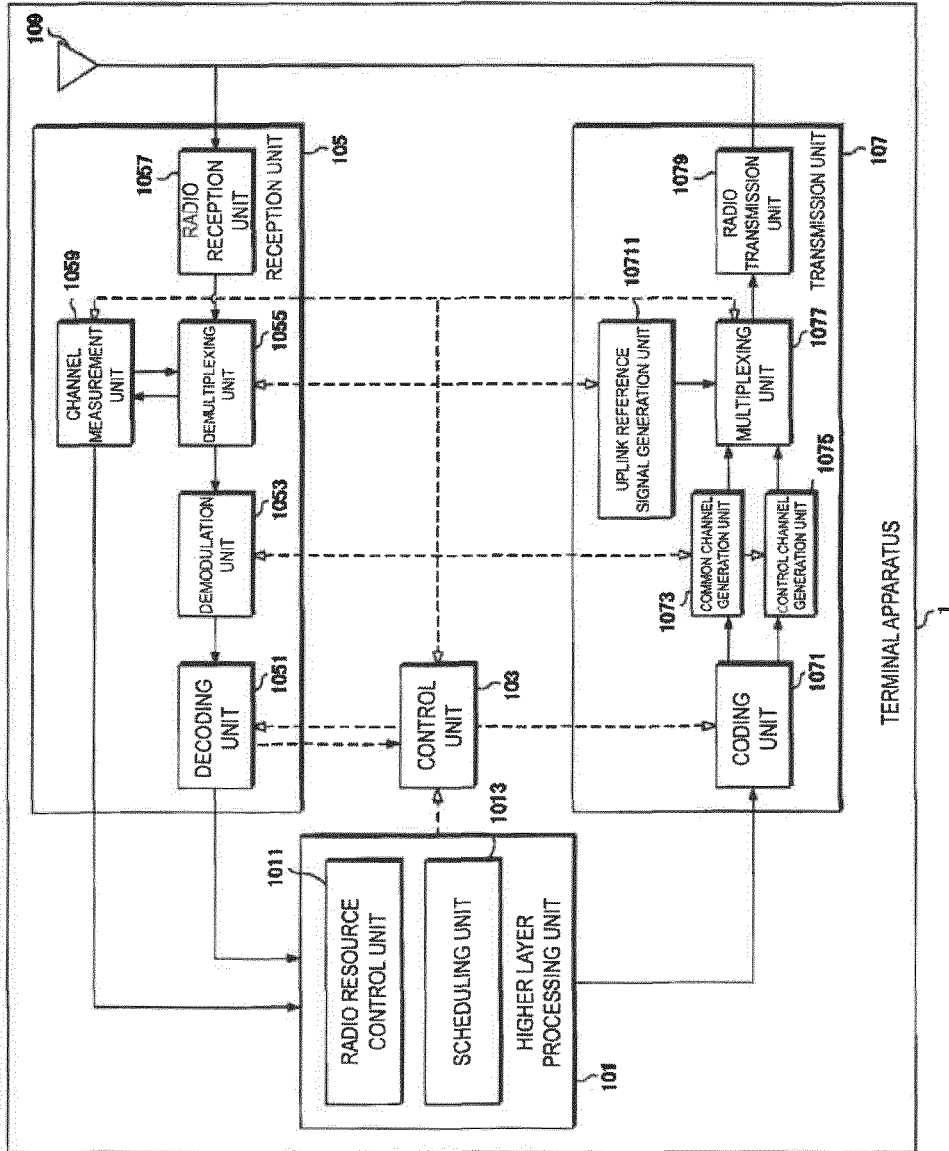 109
RADIO
RECEPTION
UNIT
1057
RECEPTION UNIT
105
CHANNEL
MEASUREMENT
UNIT
1059
DEMULTIPLEXING
UNIT
1055
DEMODULATION
UNIT
1053
DECODING
UNIT
1051
CONTROL
UNIT
103
RADIO RESOURCE
CONTROL UNIT
1011
SCHEDULING UNIT
1013
HIGHER LAYER
PROCESSING UNIT
101
CODING
UNIT
1071
COMMON CHANNEL
GENERATION UNIT
1073
CONTROL CHANNEL
GENERATION UNIT
1075
UPLINK REFERENCE
SIGNAL GENERATION UNIT
10711
MULTIPLEXING
UNIT
1077
RADIO
TRANSMISSION
UNIT
1079
TRANSMISSION UNIT
107
TERMINAL APPARATUS
1